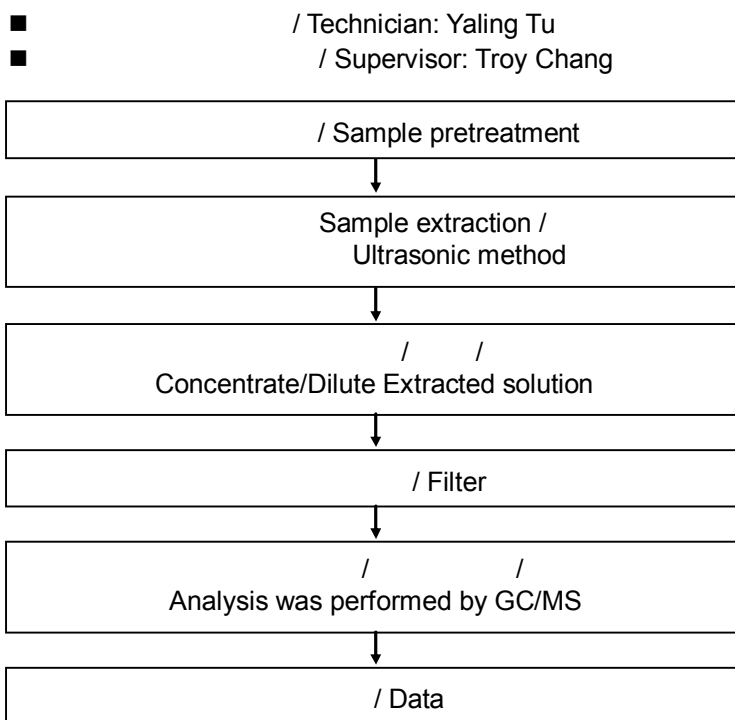 ■ / Technician: Yaling Tu
■ / Supervisor: Troy Chang
/ Sample pretreatment
Sample extraction /
Ultrasonic method
/ / 
Concentrate/Dilute Extracted solution
/ Filter
/ /
Analysis was performed by GC/MS
/ Data